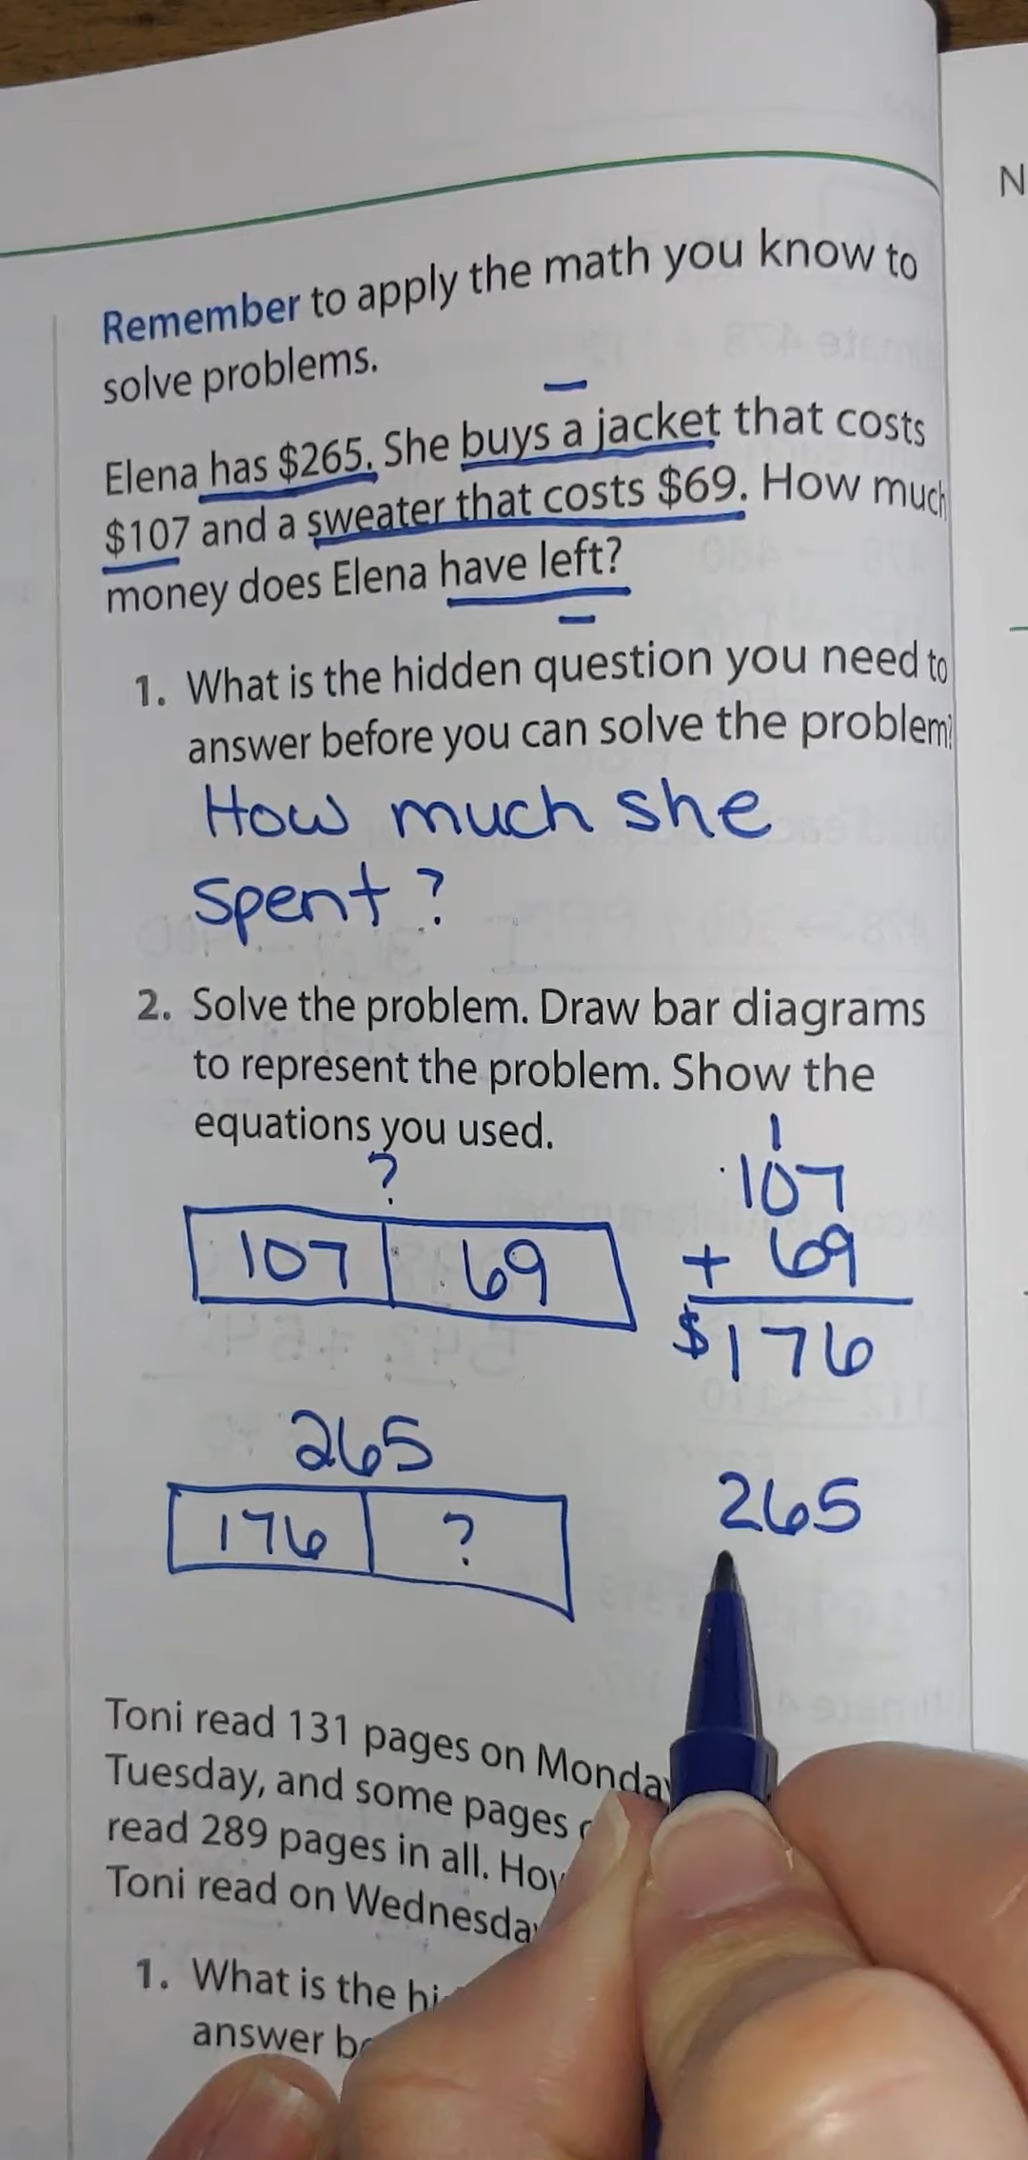 N
Remember to apply the math you know to
solve problems.
Elena has $265. She buys a jacket that costs
$107 and a sweater that costs $69. How much
money does Elena have left?
1. What is the hidden question you need to
answer before you can solve the problem?
How much she
spent?
2. Solve the problem. Draw bar diagrams
to represent the problem. Show the
equations you used.
?
107 69
1
107
+ 69
$176
265
176 ?
265
Toni read 131 pages on Monday
Tuesday, and some pages
read 289 pages in all. How
Toni read on Wednesday
1. What is the
answer